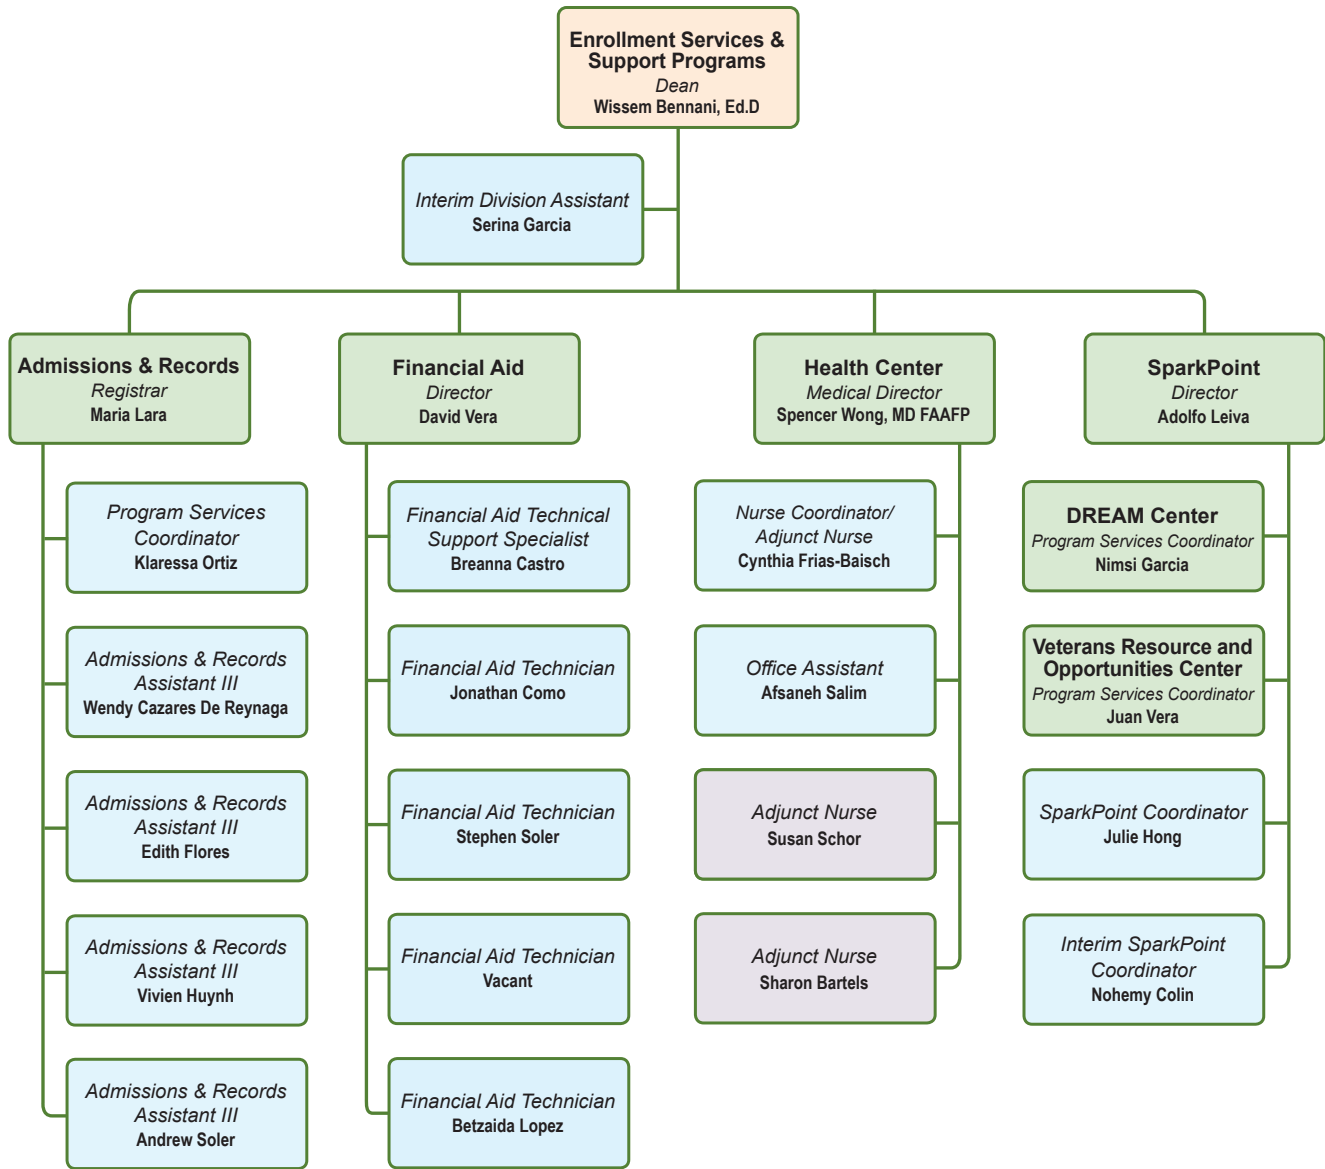 Enrollment Services &
Support Programs
Dean
Wissem Bennani, Ed.D
Interim Division Assistant
Serina Garcia
Admissions & Records
Registrar
Maria Lara
Program Services
Coordinator
Klaressa Ortiz
Admissions & Records
Assistant III
Wendy Cazares De Reynaga
Admissions & Records
Assistant III
Edith Flores
Admissions & Records
Assistant III
Vivien Huynh
Admissions & Records
Assistant III
Andrew Soler
Financial Aid
Director
David Vera
Financial Aid Technical
Support Specialist
Breanna Castro
Financial Aid Technician
Jonathan Como
Financial Aid Technician
Stephen Soler
Financial Aid Technician
Vacant
Financial Aid Technician
Betzaida Lopez
Health Center
Medical Director
Spencer Wong, MD FAAFP
Nurse Coordinator/
Adjunct Nurse
Cynthia Frias-Baisch
Office Assistant
Afsaneh Salim
Adjunct Nurse
Susan Schor
Adjunct Nurse
Sharon Bartels
SparkPoint
Director
Adolfo Leiva
DREAM Center
Program Services Coordinator
Nimsi Garcia
Veterans Resource and
Opportunities Center
Program Services Coordinator
Juan Vera
SparkPoint Coordinator
Julie Hong
Interim SparkPoint
Coordinator
Nohemy Colin